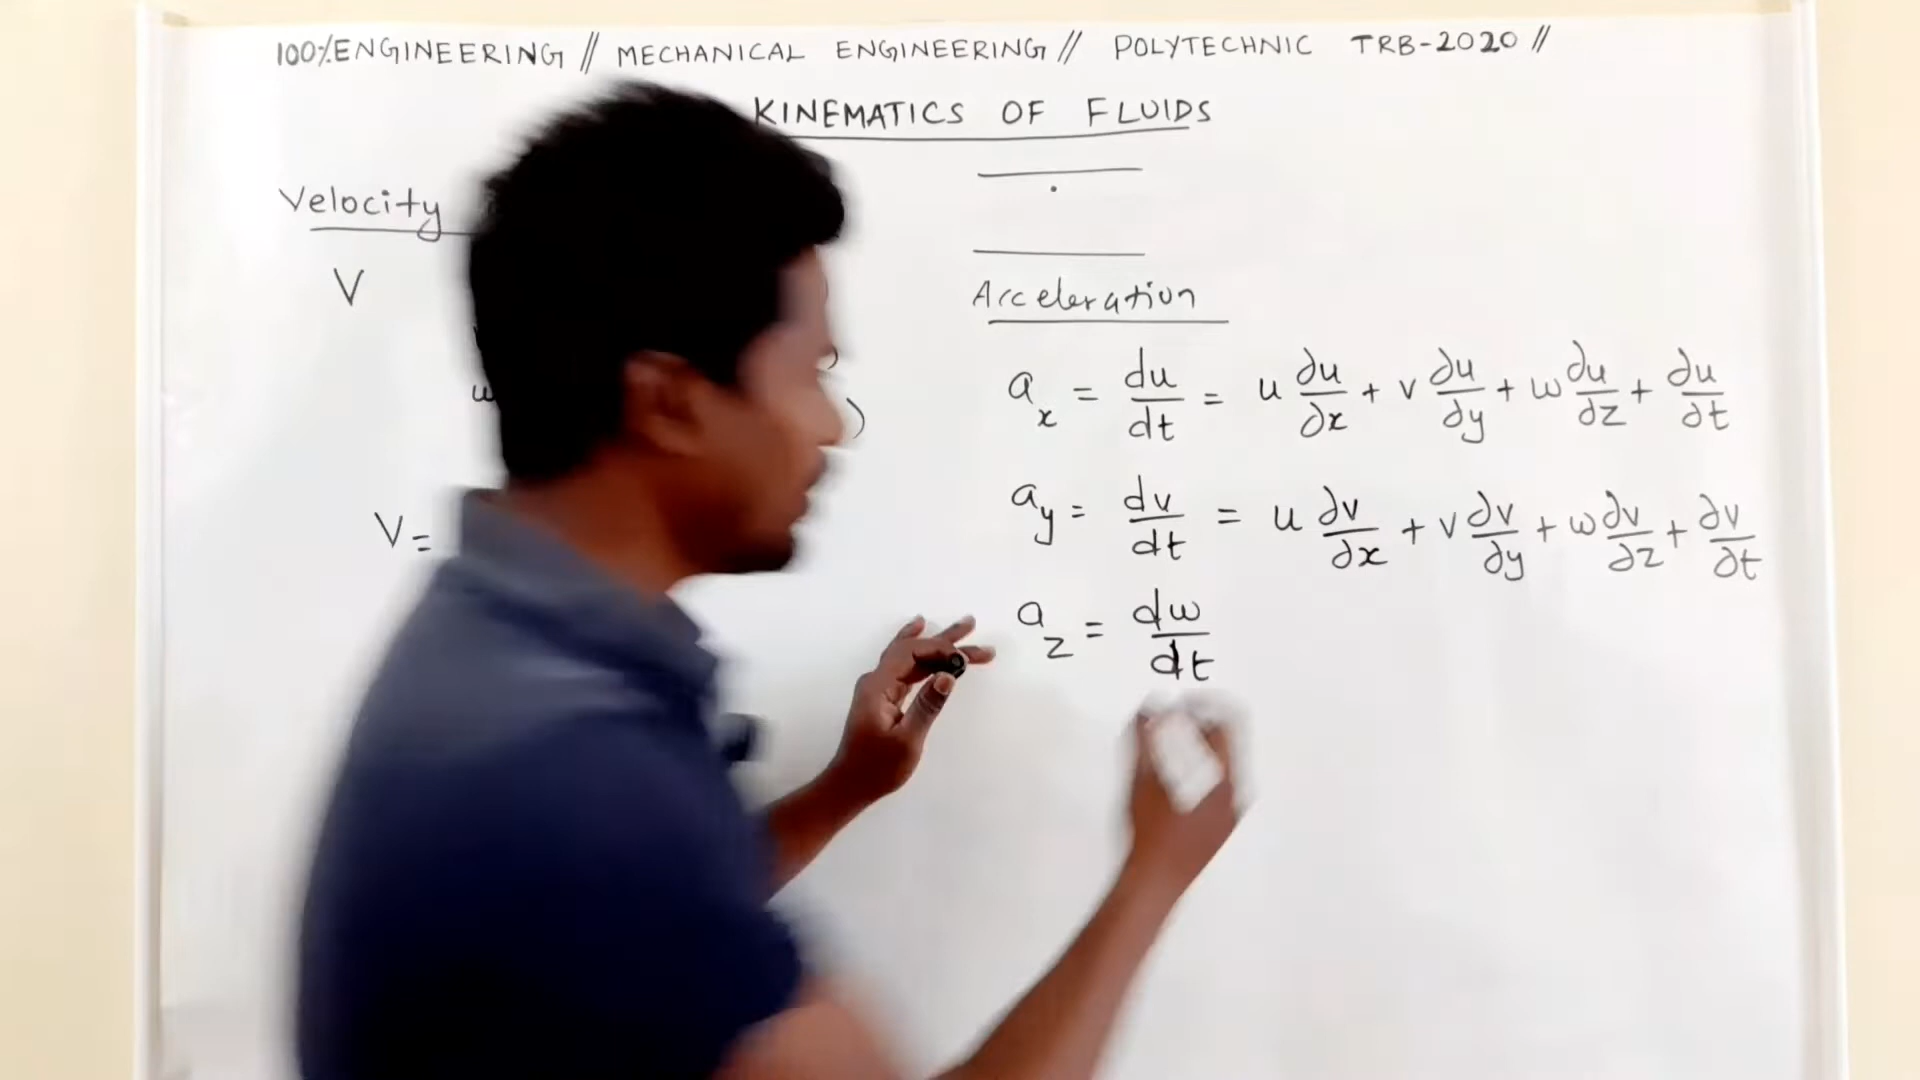 100% ENGINEERING // MECHANICAL ENGINEERING // POLYTECHNIC TRB-2020 //
KINEMATICS OF FLUIDS
Velocity
V
u
)
V =
Acceleration
a_x = du/dt = u ∂u/∂x + v ∂u/∂y + w ∂u/∂z + ∂u/∂t
a_y = dv/dt = u ∂v/∂x + v ∂v/∂y + w ∂v/∂z + ∂v/∂t
a_z = dw/dt